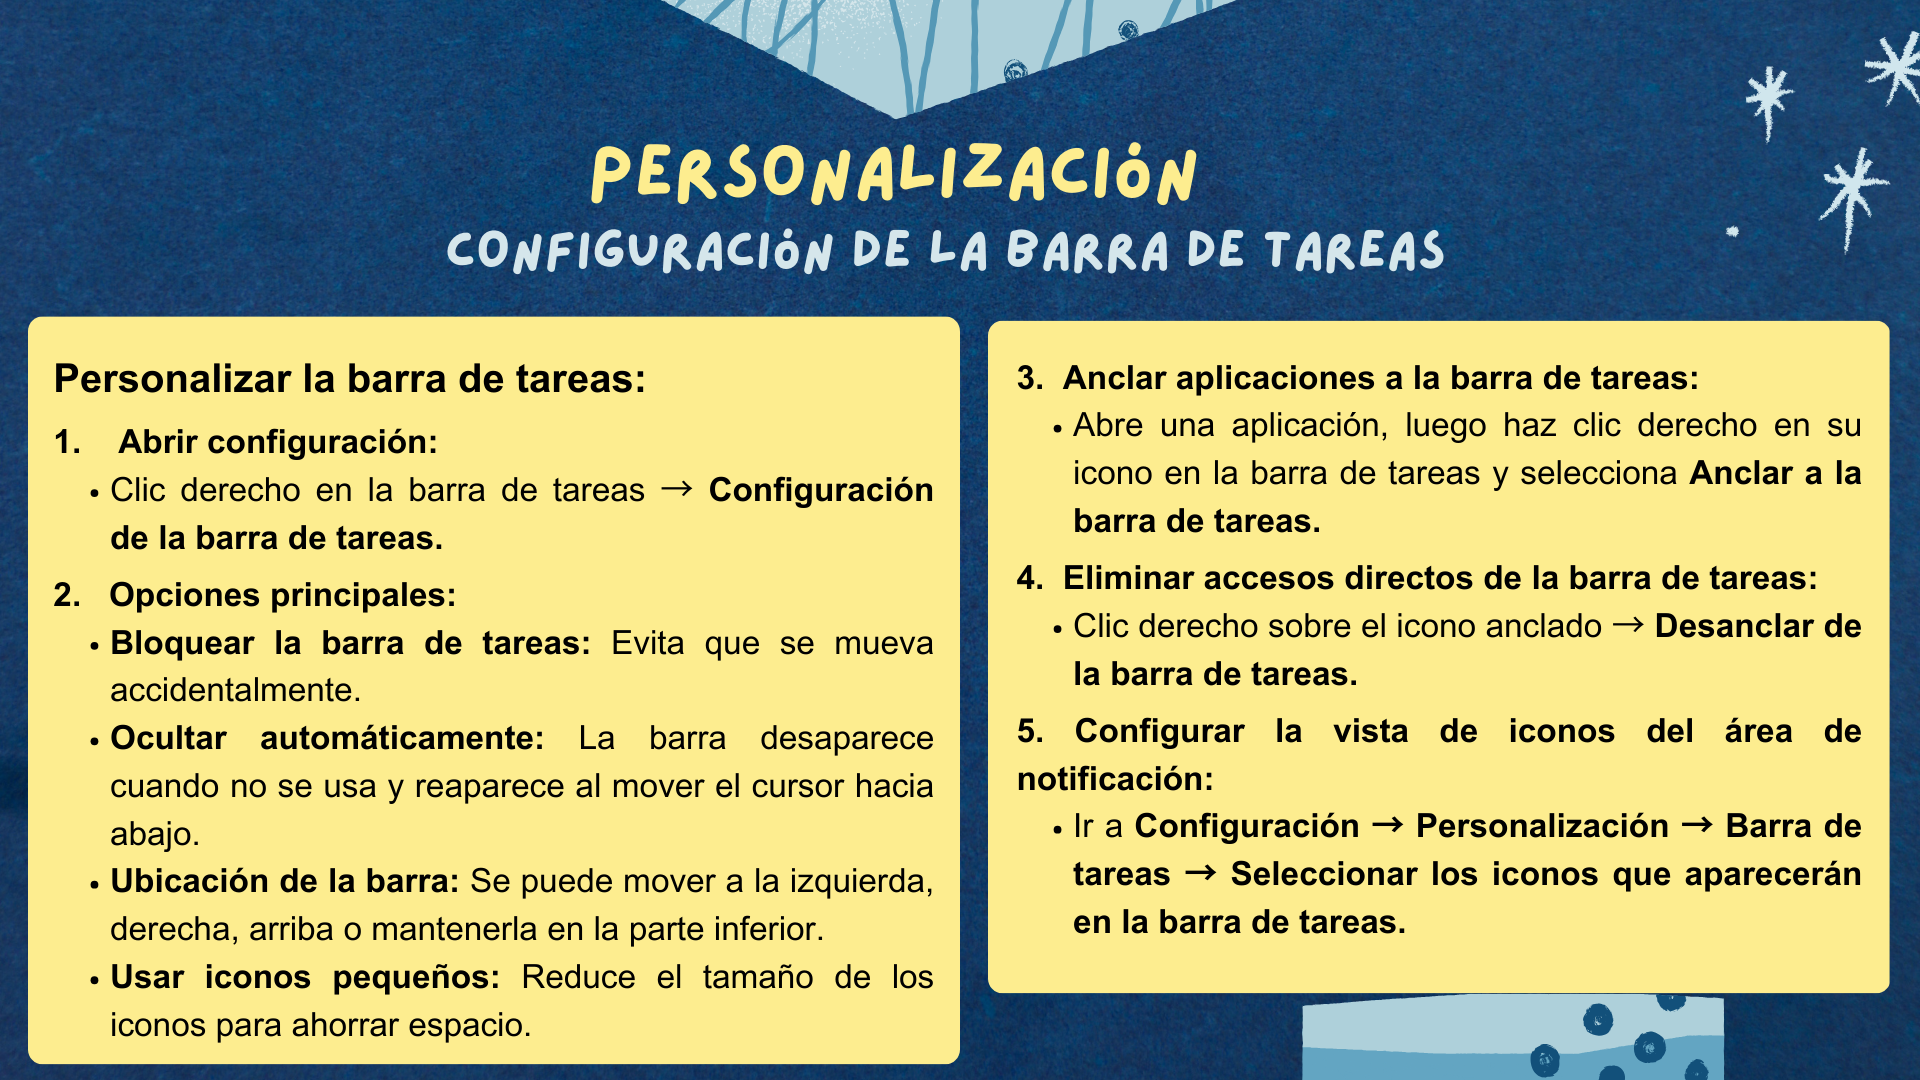 PERSONALIZACIÓN
CONFIGURACIÓN DE LA BARRA DE TAREAS
Personalizar la barra de tareas:
1. Abrir configuración:
• Clic derecho en la barra de tareas → Configuración
de la barra de tareas.
2. Opciones principales:
• Bloquear la barra de tareas: Evita que se mueva
accidentalmente.
• Ocultar automáticamente: La barra desaparece
cuando no se usa y reaparece al mover el cursor hacia
abajo.
• Ubicación de la barra: Se puede mover a la izquierda,
derecha, arriba o mantenerla en la parte inferior.
• Usar iconos pequeños: Reduce el tamaño de los
iconos para ahorrar espacio.
3. Anclar aplicaciones a la barra de tareas:
• Abre una aplicación, luego haz clic derecho en su
icono en la barra de tareas y selecciona Anclar a la
barra de tareas.
4. Eliminar accesos directos de la barra de tareas:
• Clic derecho sobre el icono anclado → Desanclar de
la barra de tareas.
5. Configurar la vista de iconos del área de
notificación:
• Ir a Configuración → Personalización → Barra de
tareas → Seleccionar los iconos que aparecerán
en la barra de tareas.